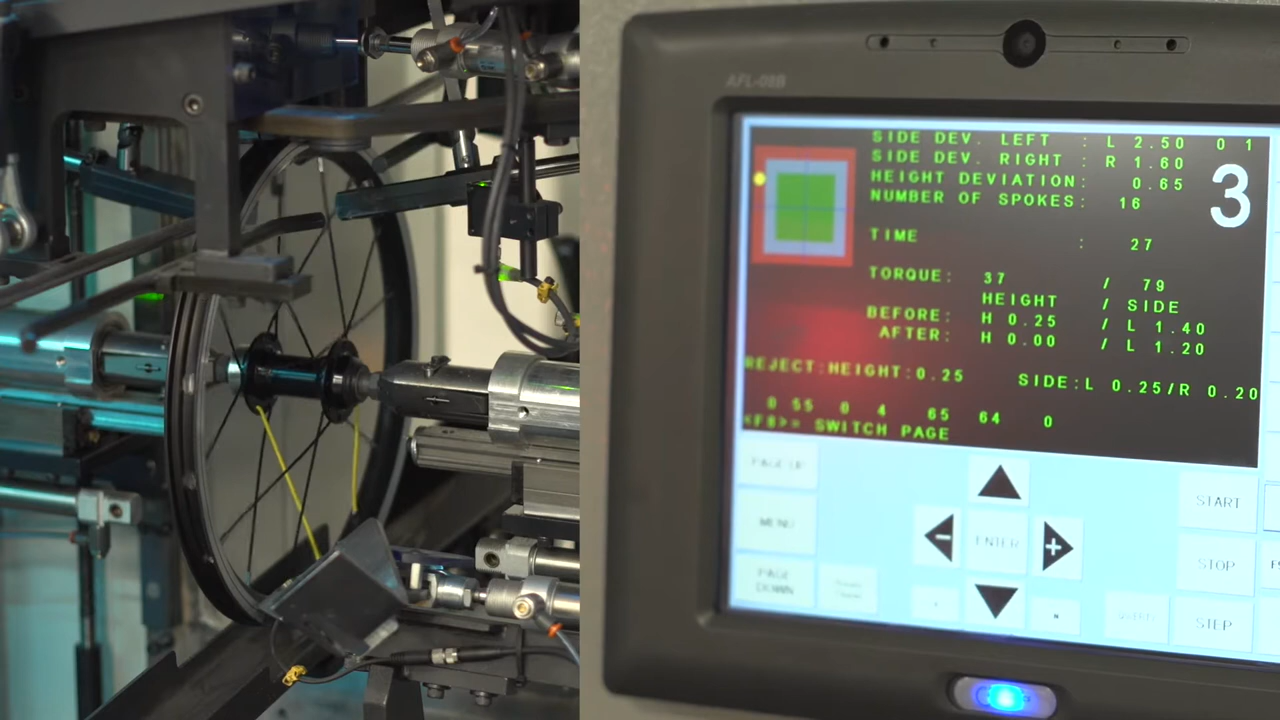 AFL-08B
SIDE DEV. LEFT : L 2.50 0 1
SIDE DEV. RIGHT : R 1.60
HEIGHT DEVIATION: 0.65
NUMBER OF SPOKES: 16
3
TIME : 27
TORQUE: 37 / 79
HEIGHT / SIDE
BEFORE: H 0.25 / L 1.40
AFTER: H 0.00 / L 1.20
REJECT:HEIGHT:0.25 SIDE:L 0.25/R 0.20
0 55 0 4 65 64 0
<F8>= SWITCH PAGE
PAGE UP
START
MENU
- ENTER +
STOP
PAGE
DOWN
STEP